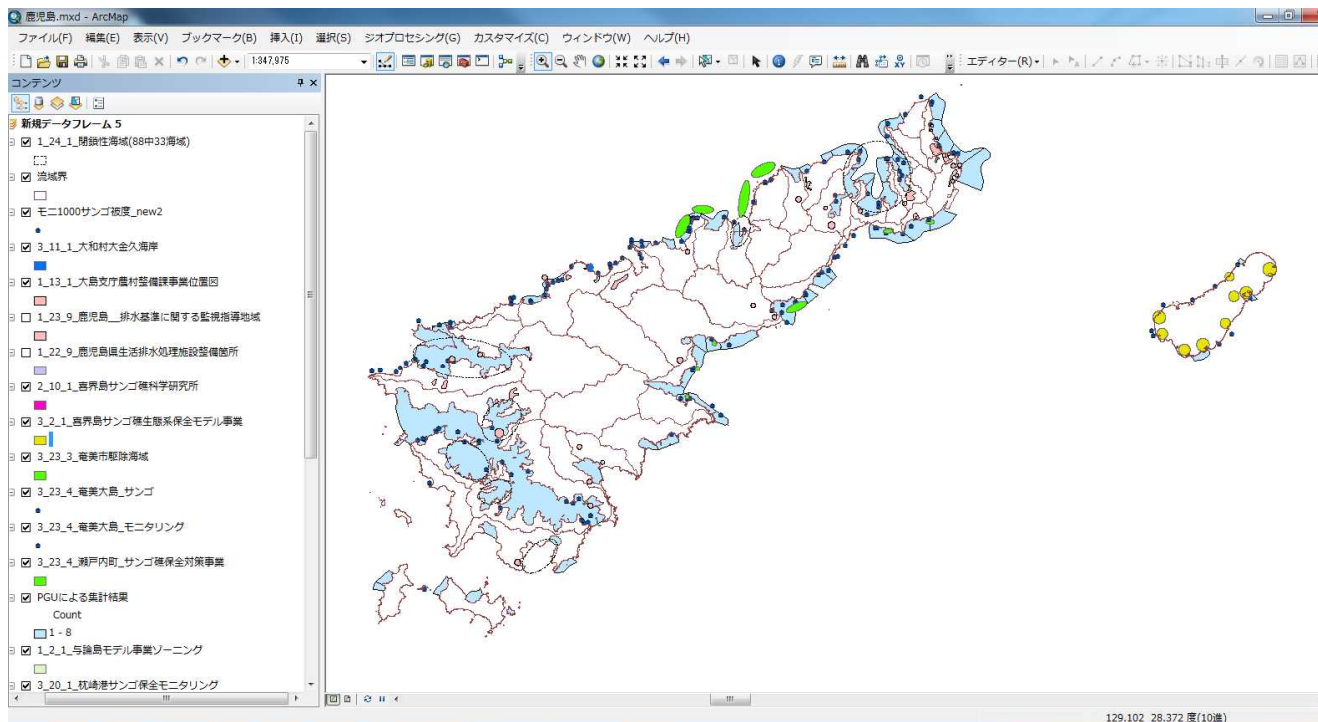 鹿児島.mxd - ArcMap
ファイル(F) 編集(E) 表示(V) ブックマーク(B) 挿入(I) 選択(S) ジオプロセシング(G) カスタマイズ(C) ウィンドウ(W) ヘルプ(H)
1:347,975
エディター(R)
コンテンツ
新規データフレーム 5
1_24_1_閉鎖性海域(88中33海域)
流域界
モニ1000サンゴ被度_new2
3_11_1_大和村大金久海岸
1_13_1_大島支庁農村整備課事業位置図
1_23_9_鹿児島__排水基準に関する監視指導地域
1_22_9_鹿児島県生活排水処理施設整備箇所
2_10_1_喜界島サンゴ礁科学研究所
3_2_1_喜界島サンゴ礁生態系保全モデル事業
3_23_3_奄美市駆除海域
3_23_4_奄美大島_サンゴ
3_23_4_奄美大島_モニタリング
3_23_4_瀬戸内町_サンゴ礁保全対策事業
PGUによる集計結果
Count
1 - 8
1_2_1_与論島モデル事業ゾーニング
3_20_1_枕崎港サンゴ保全モニタリング
129.102 28.372 度(10進)